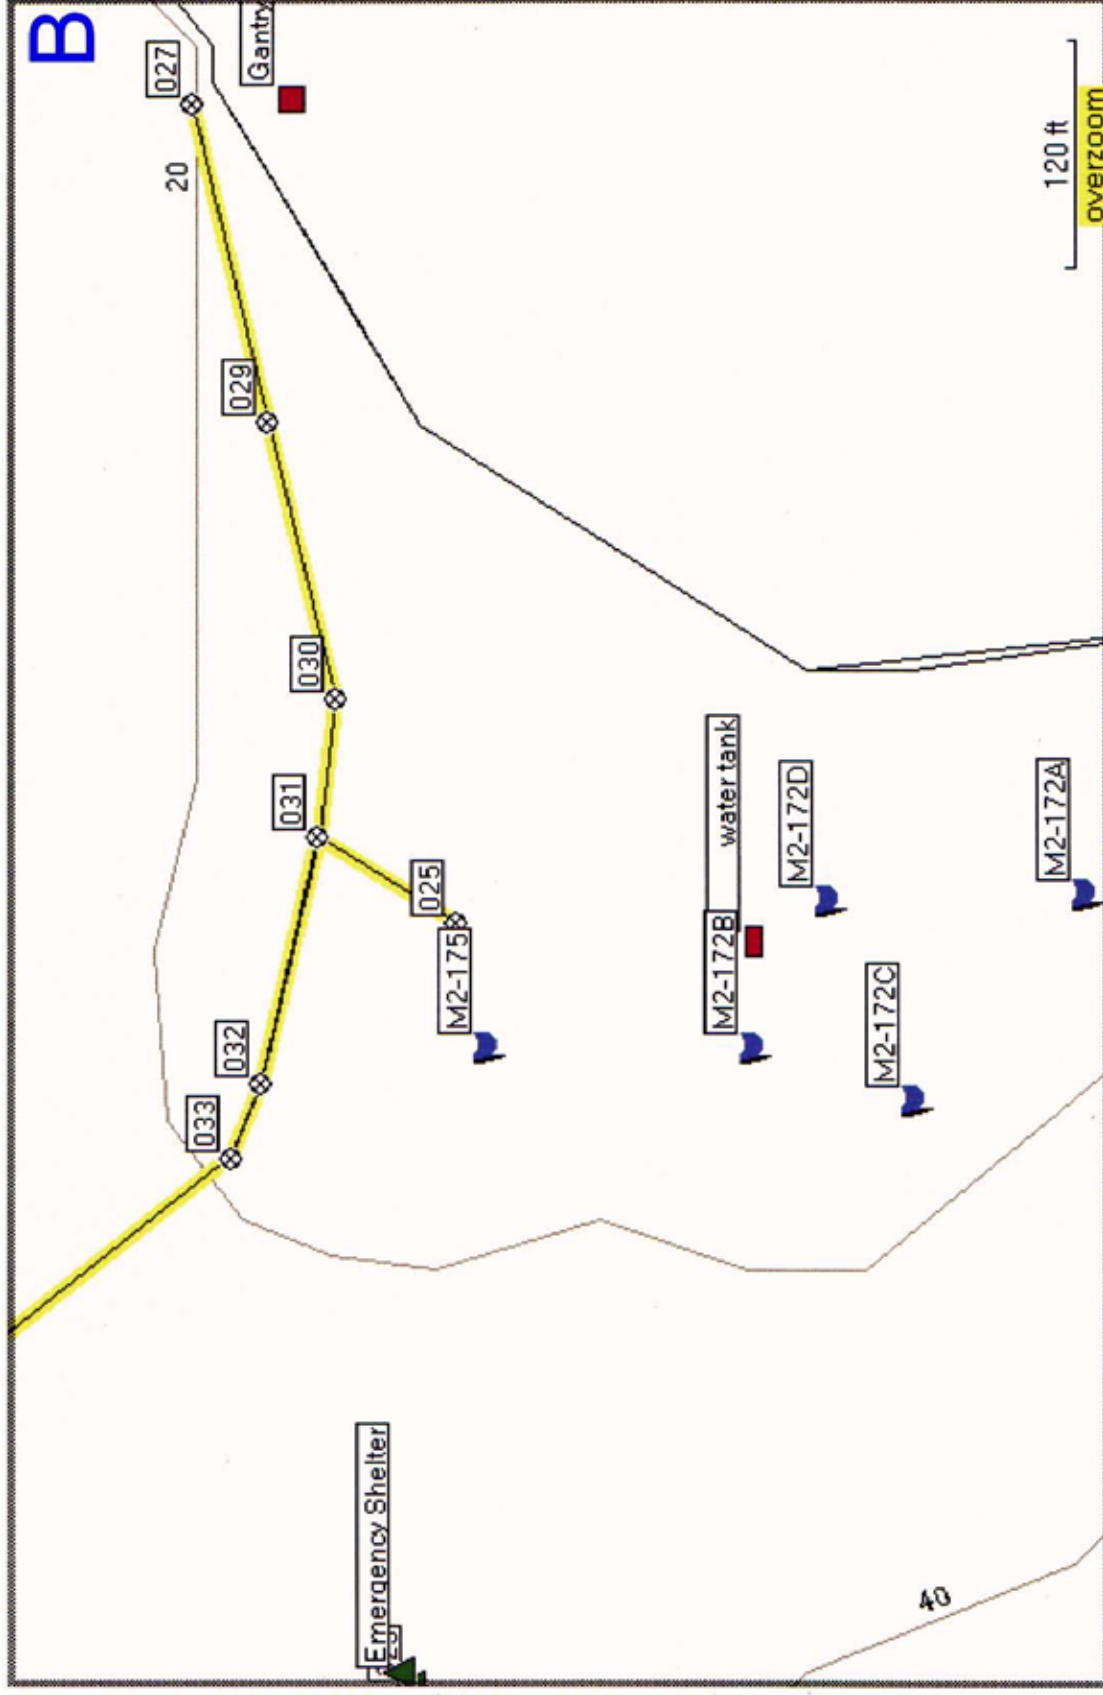 B
027
Gantry
20
029
030
031
025
M2-175
032
033
water tank
M2-172B
M2-172D
M2-172C
M2-172A
Emergency Shelter
40
120 ft
overzoom